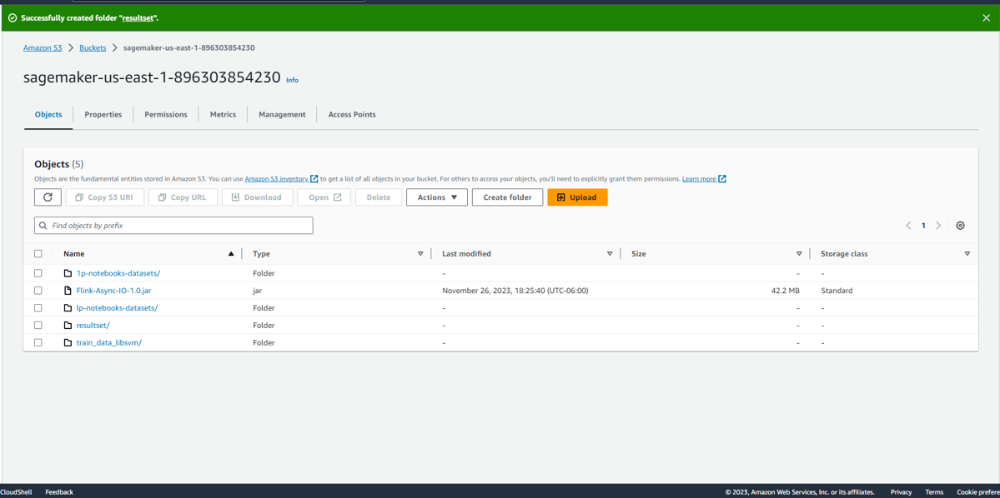 Successfully created folder "resultset".
Amazon S3 Buckets sagemaker-us-east-1-896303854230
sagemaker-us-east-1-896303854230 Info
Objects Properties Permissions Metrics Management Access Points
Objects (5)
Objects are the fundamental entities stored in Amazon S3. You can use Amazon S3 inventory to get a list of all objects in your bucket. For others to access your objects, you'll need to explicitly grant them permissions. Learn more
Copy S3 URI Copy URL Download Open Delete Actions Create folder Upload
Find objects by prefix 1
Name Type Last modified Size Storage class
1p-notebooks-datasets/ Folder - - -
Flink-Async-IO-1.0.jar jar November 26, 2023, 18:25:40 (UTC-06:00) 42.2 MB Standard
lp-notebooks-datasets/ Folder - - -
resultset/ Folder - - -
train_data_libsvm/ Folder - - -
CloudShell Feedback © 2023, Amazon Web Services, Inc. or its affiliates. Privacy Terms Cookie prefere